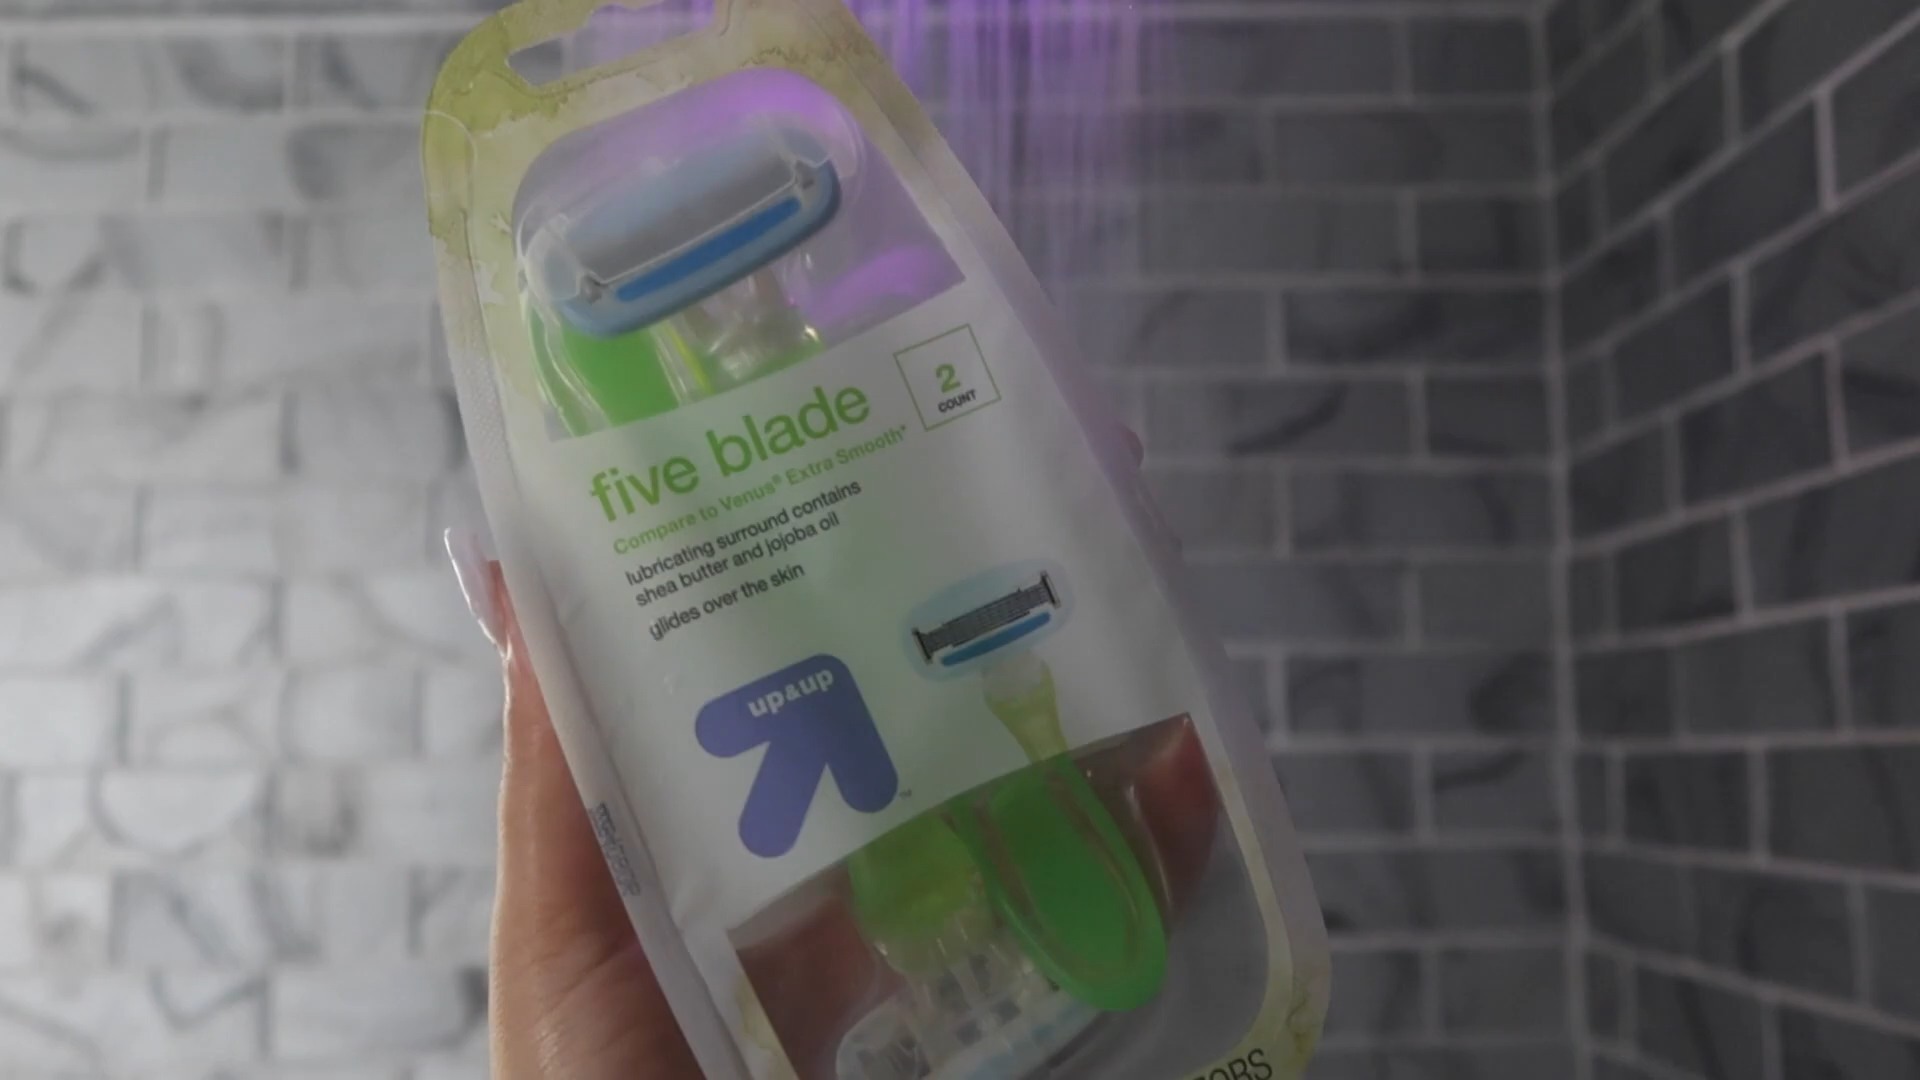 2
COUNT
five blade
Compare to Venus® Extra Smooth*
lubricating surround contains
shea butter and jojoba oil
glides over the skin
up&up
™